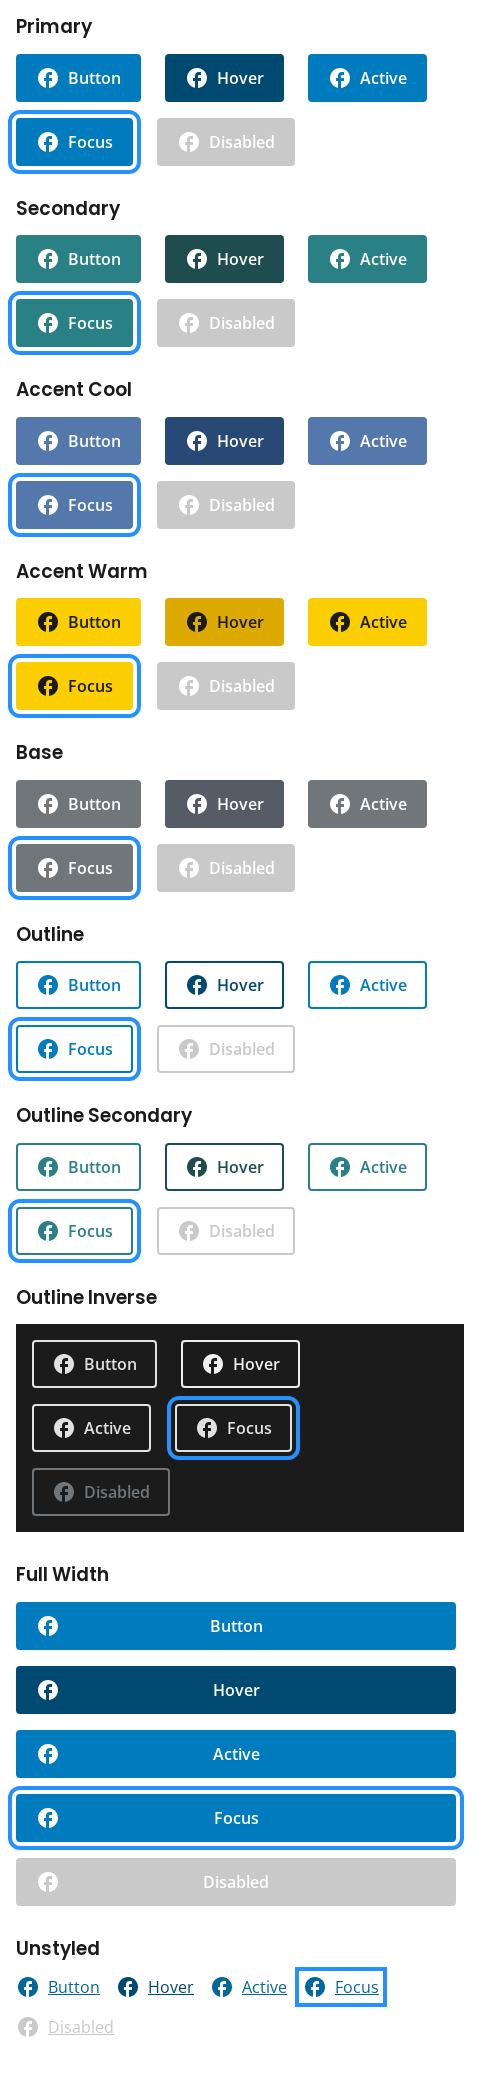 Primary
Button Hover Active
Focus Disabled
Secondary
Button Hover Active
Focus Disabled
Accent Cool
Button Hover Active
Focus Disabled
Accent Warm
Button Hover Active
Focus Disabled
Base
Button Hover Active
Focus Disabled
Outline
Button Hover Active
Focus Disabled
Outline Secondary
Button Hover Active
Focus Disabled
Outline Inverse
Button Hover
Active Focus
Disabled
Full Width
Button
Hover
Active
Focus
Disabled
Unstyled
Button Hover Active Focus
Disabled